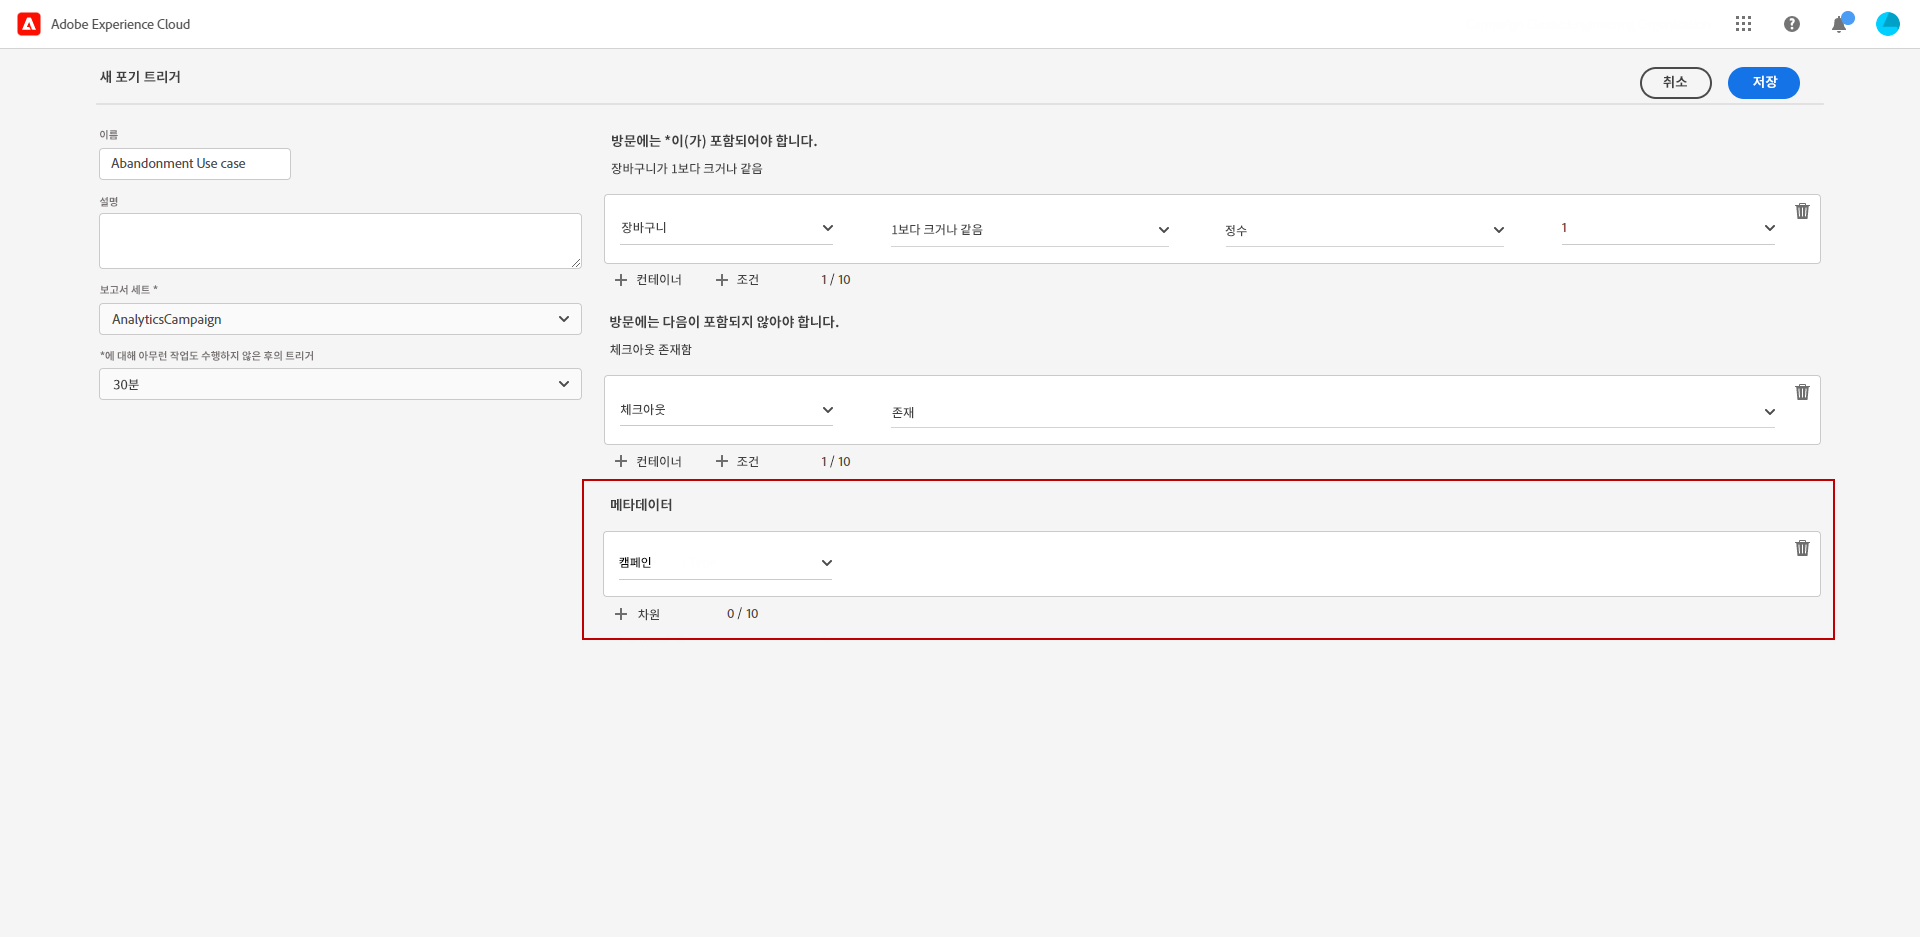 Adobe Experience Cloud
새 포기 트리거
취소
저장
이름
Abandonment Use case
설명
보고서 세트 *
AnalyticsCampaign
*에 대해 아무런 작업도 수행하지 않은 후의 트리거
30분
방문에는 *이(가) 포함되어야 합니다.
장바구니가 1보다 크거나 같음
장바구니
1보다 크거나 같음
정수
1
컨테이너
조건
1 / 10
방문에는 다음이 포함되지 않아야 합니다.
체크아웃 존재함
체크아웃
존재
컨테이너
조건
1 / 10
메타데이터
캠페인
차원
0 / 10